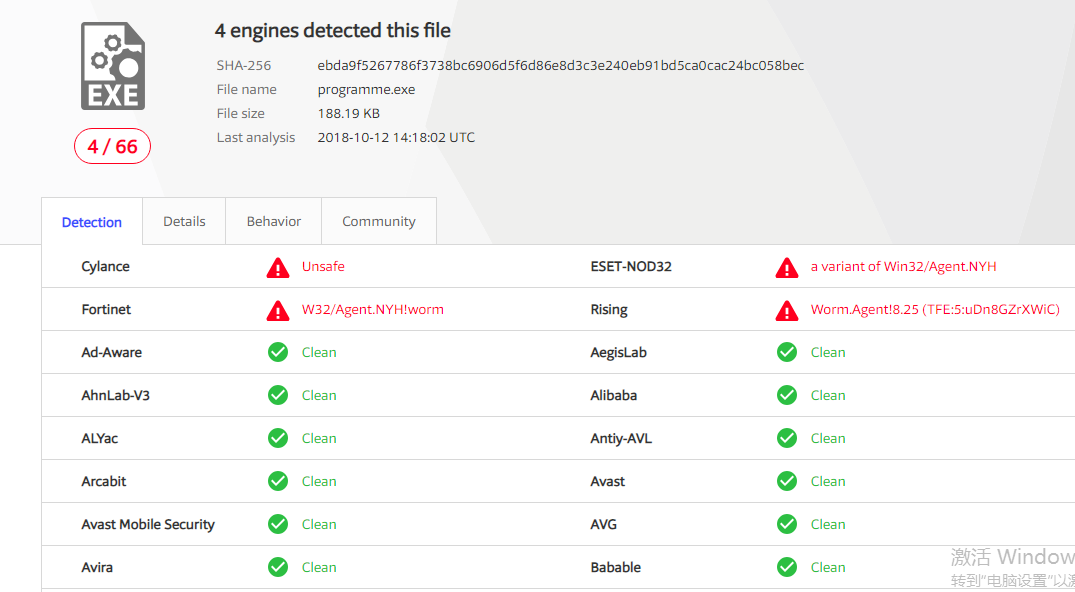 4 engines detected this file
SHA-256 ebda9f5267786f3738bc6906d5f6d86e8d3c3e240eb91bd5ca0cac24bc058bec
File name programme.exe
File size 188.19 KB
Last analysis 2018-10-12 14:18:02 UTC
EXE
4 / 66
Detection Details Behavior Community
Cylance Unsafe ESET-NOD32 a variant of Win32/Agent.NYH
Fortinet W32/Agent.NYH!worm Rising Worm.Agent!8.25 (TFE:5:uDn8GZrXWiC)
Ad-Aware Clean AegisLab Clean
AhnLab-V3 Clean Alibaba Clean
ALYac Clean Antiy-AVL Clean
Arcabit Clean Avast Clean
Avast Mobile Security Clean AVG Clean
Avira Clean Babable Clean
激活 Window
转到"电脑设置"以激